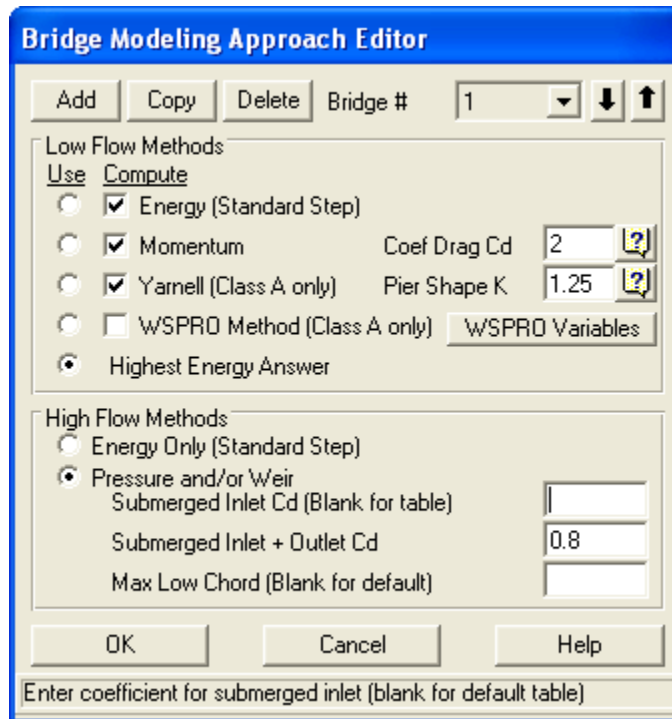 Bridge Modeling Approach Editor
Add Copy Delete Bridge # 1
Low Flow Methods
Use Compute
Energy (Standard Step)
Momentum Coef Drag Cd 2 ?
Yarnell (Class A only) Pier Shape K 1.25 ?
WSPRO Method (Class A only) WSPRO Variables
Highest Energy Answer
High Flow Methods
Energy Only (Standard Step)
Pressure and/or Weir
Submerged Inlet Cd (Blank for table)
Submerged Inlet + Outlet Cd 0.8
Max Low Chord (Blank for default)
OK Cancel Help
Enter coefficient for submerged inlet (blank for default table)